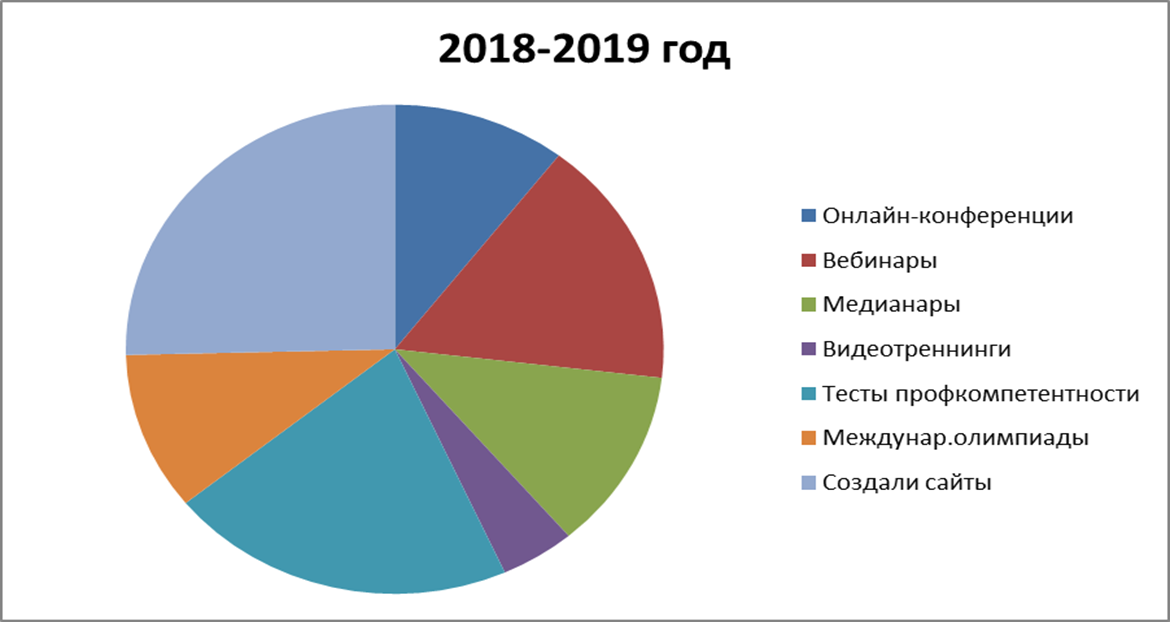 2018-2019 год
Онлайн-конференции
Вебинары
Медианары
Видеотреннинги
Тесты профкомпетентности
Междунар.олимпиады
Создали сайты